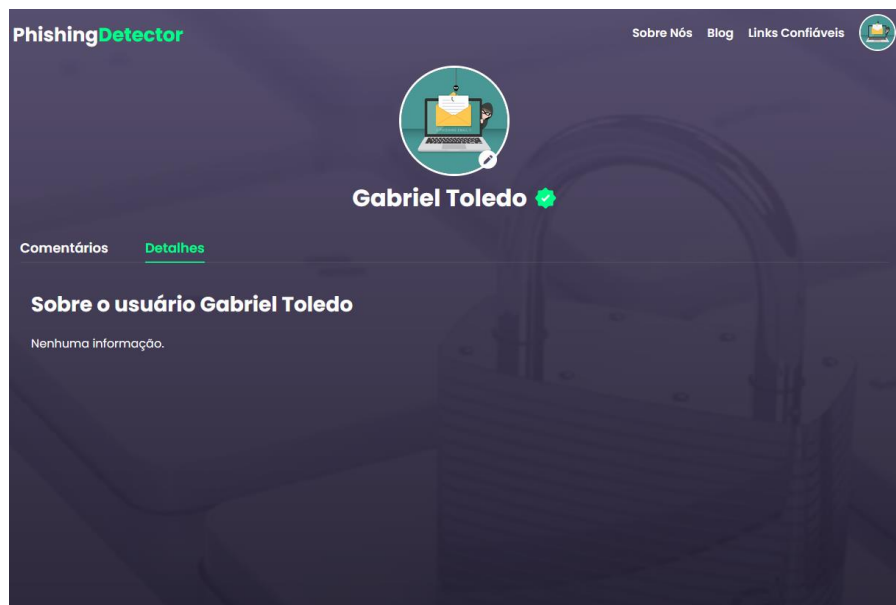 PhishingDetector
Sobre Nós Blog Links Confiáveis
Gabriel Toledo
Comentários Detalhes
Sobre o usuário Gabriel Toledo
Nenhuma informação.